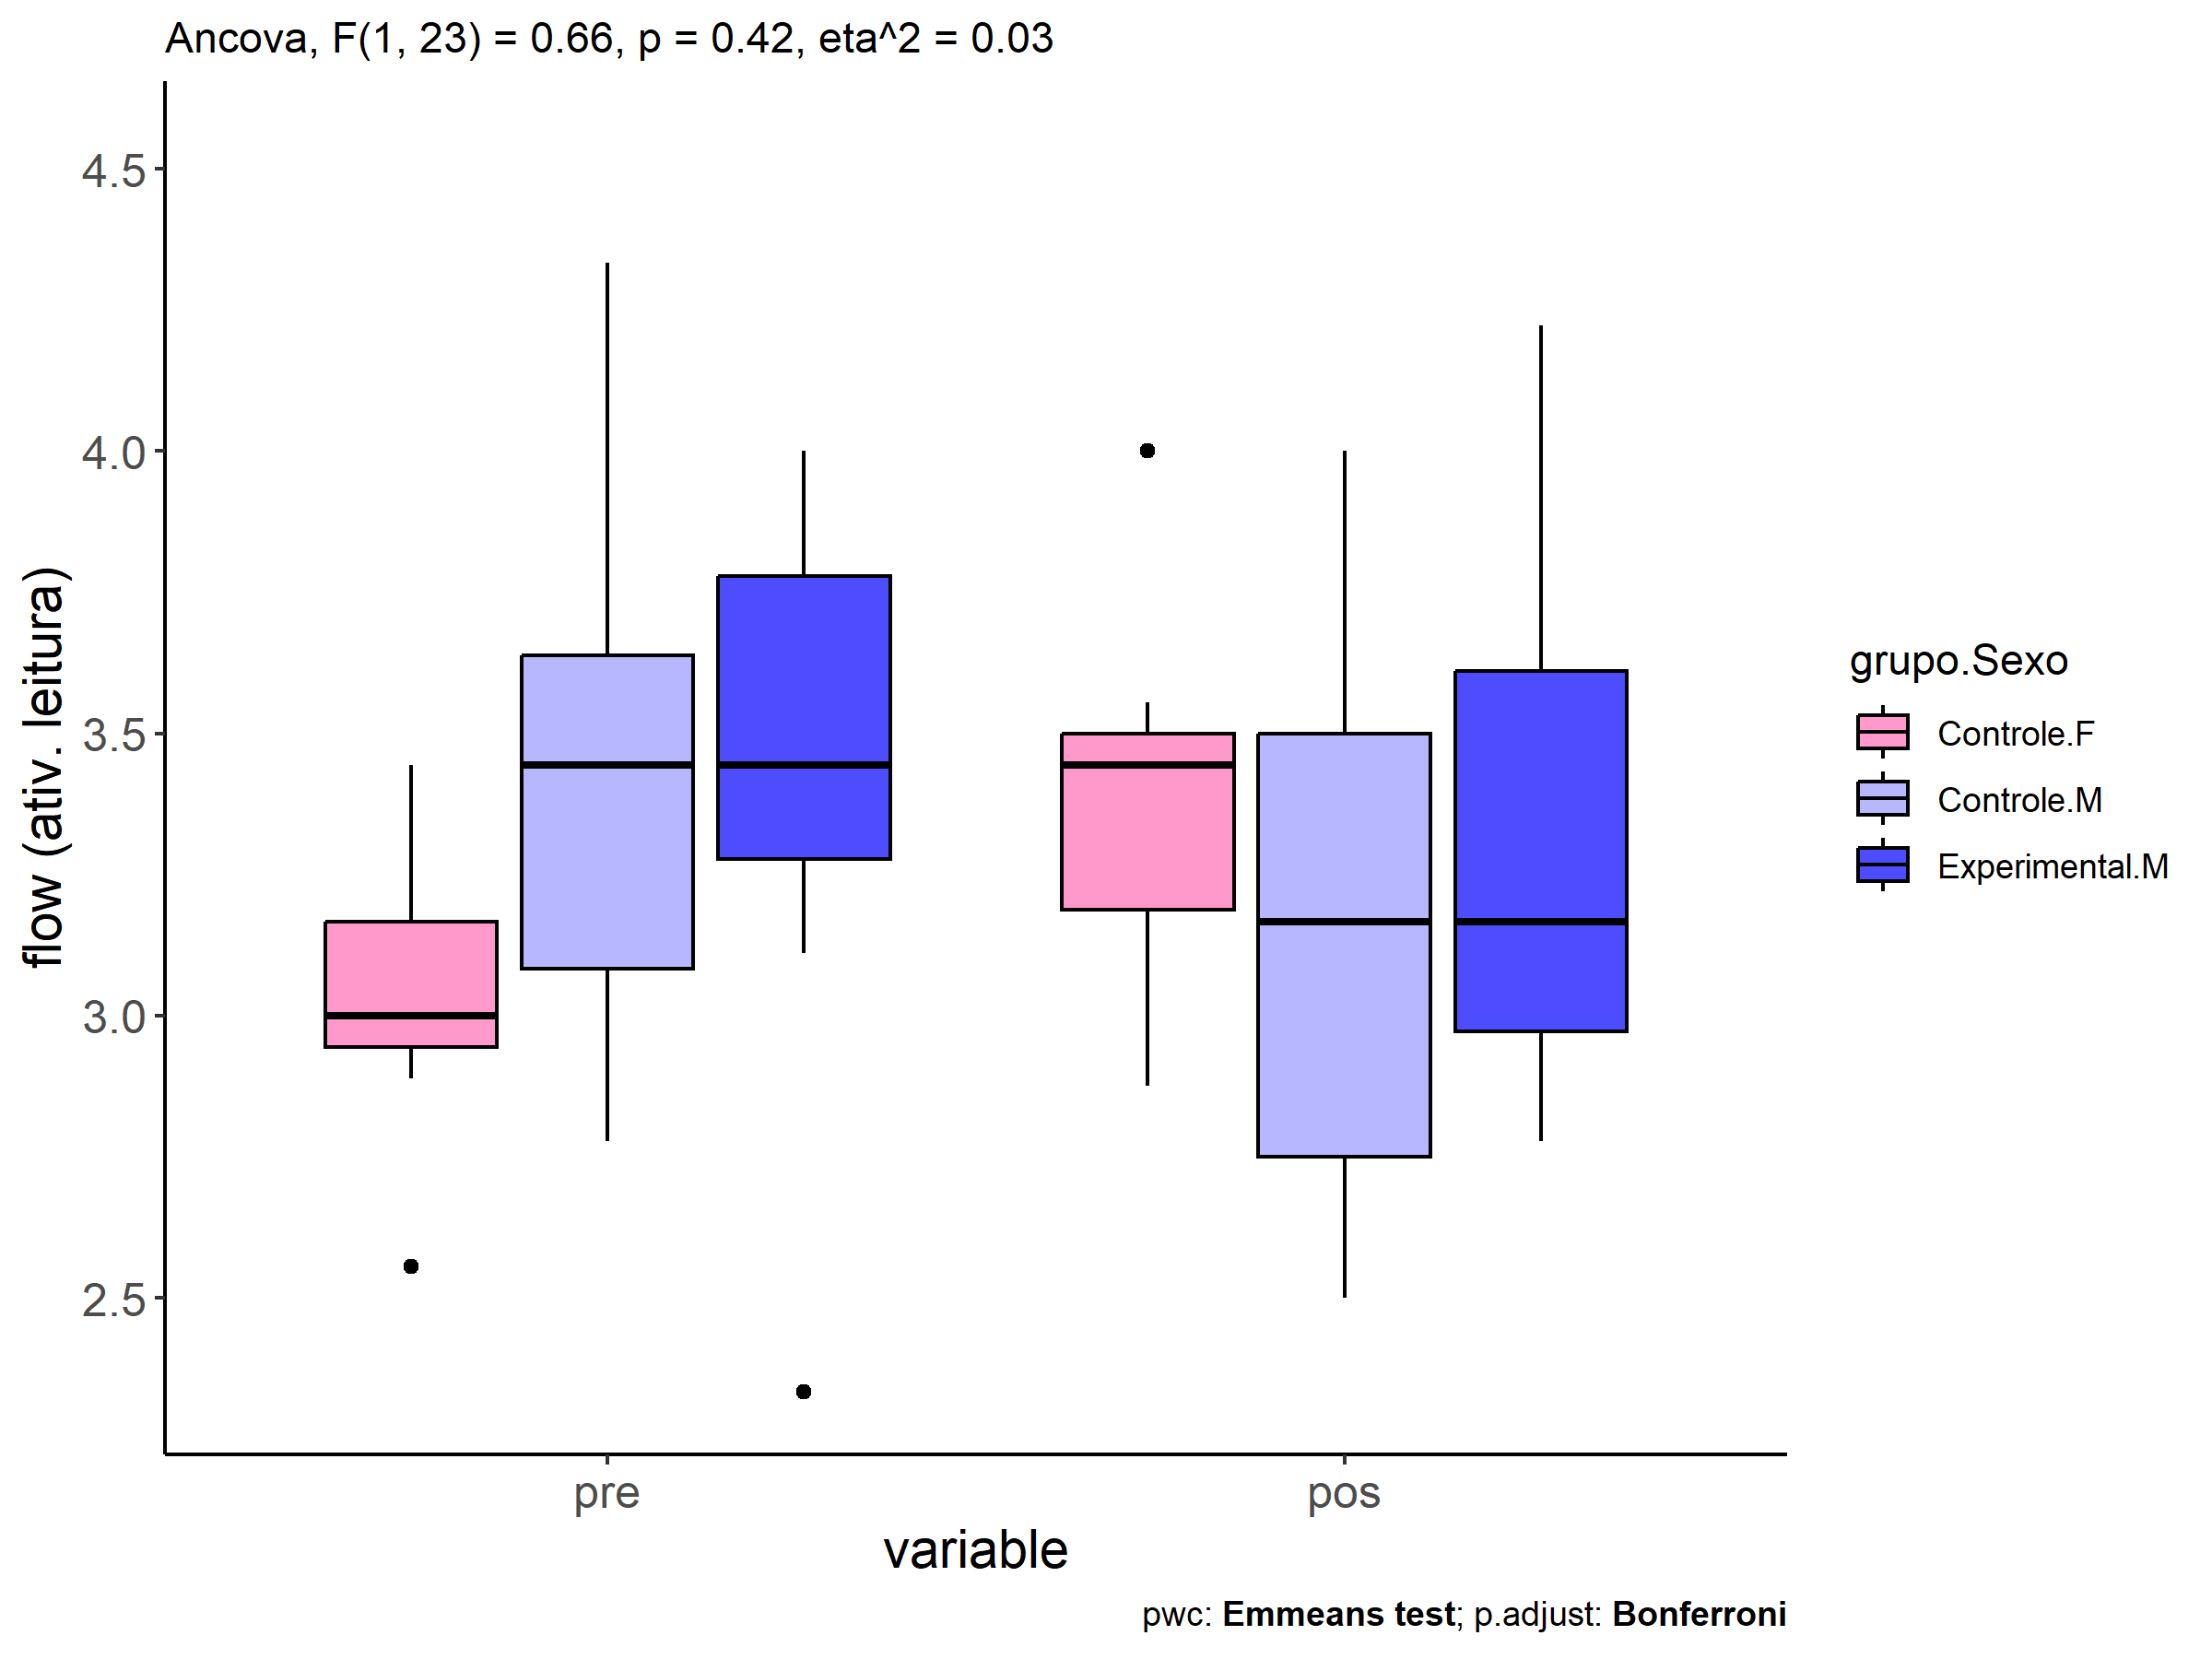 Ancova, F(1, 23) = 0.66, p = 0.42, eta^2 = 0.03
flow (ativ. leitura)
4.5
4.0
3.5
3.0
2.5
pre
pos
variable
grupo.Sexo
Controle.F
Controle.M
Experimental.M
pwc: Emmeans test; p.adjust: Bonferroni